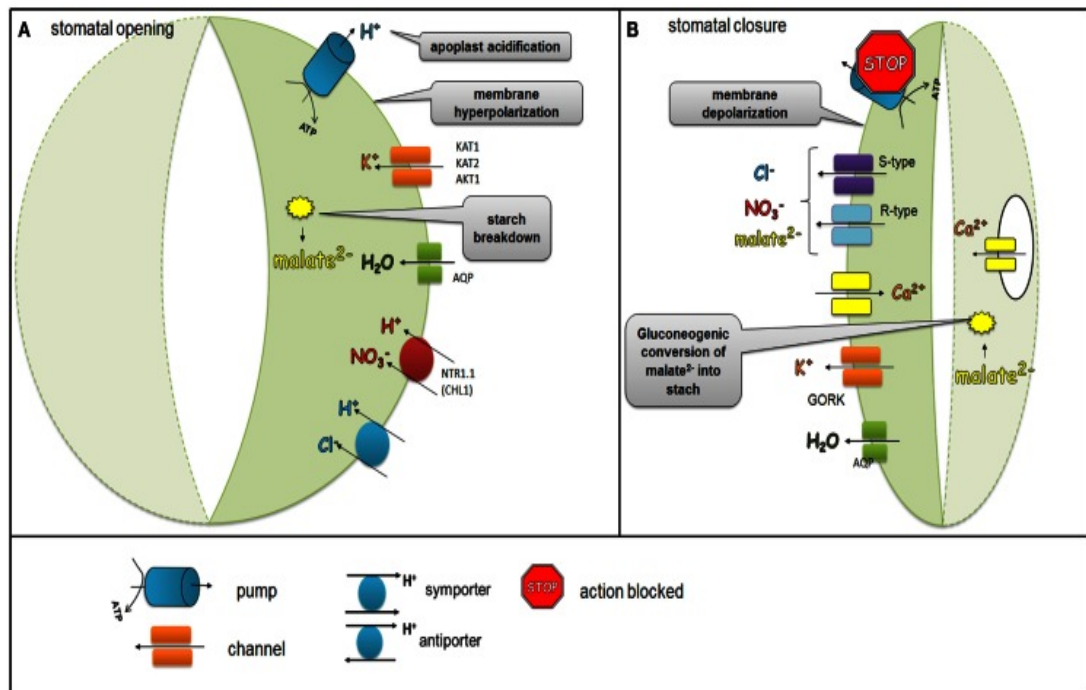 A stomatal opening
H⁺
apoplast acidification
membrane
hyperpolarization
ATP
KAT1
K⁺
KAT2
AKT1
starch
breakdown
malate²⁻
H₂O
AQP
H⁺
NO₃⁻
NTR1.1
(CHL1)
H⁺
Cl⁻
B stomatal closure
STOP
ATP
membrane
depolarization
S-type
Cl⁻
NO₃⁻
R-type
malate²⁻
Ca²⁺
Ca²⁺
Gluconeogenic
conversion of
malate²⁻ into
stach
K⁺
malate²⁻
GORK
H₂O
AQP
ATP
pump
channel
H⁺
symporter
H⁺
antiporter
STOP
action blocked